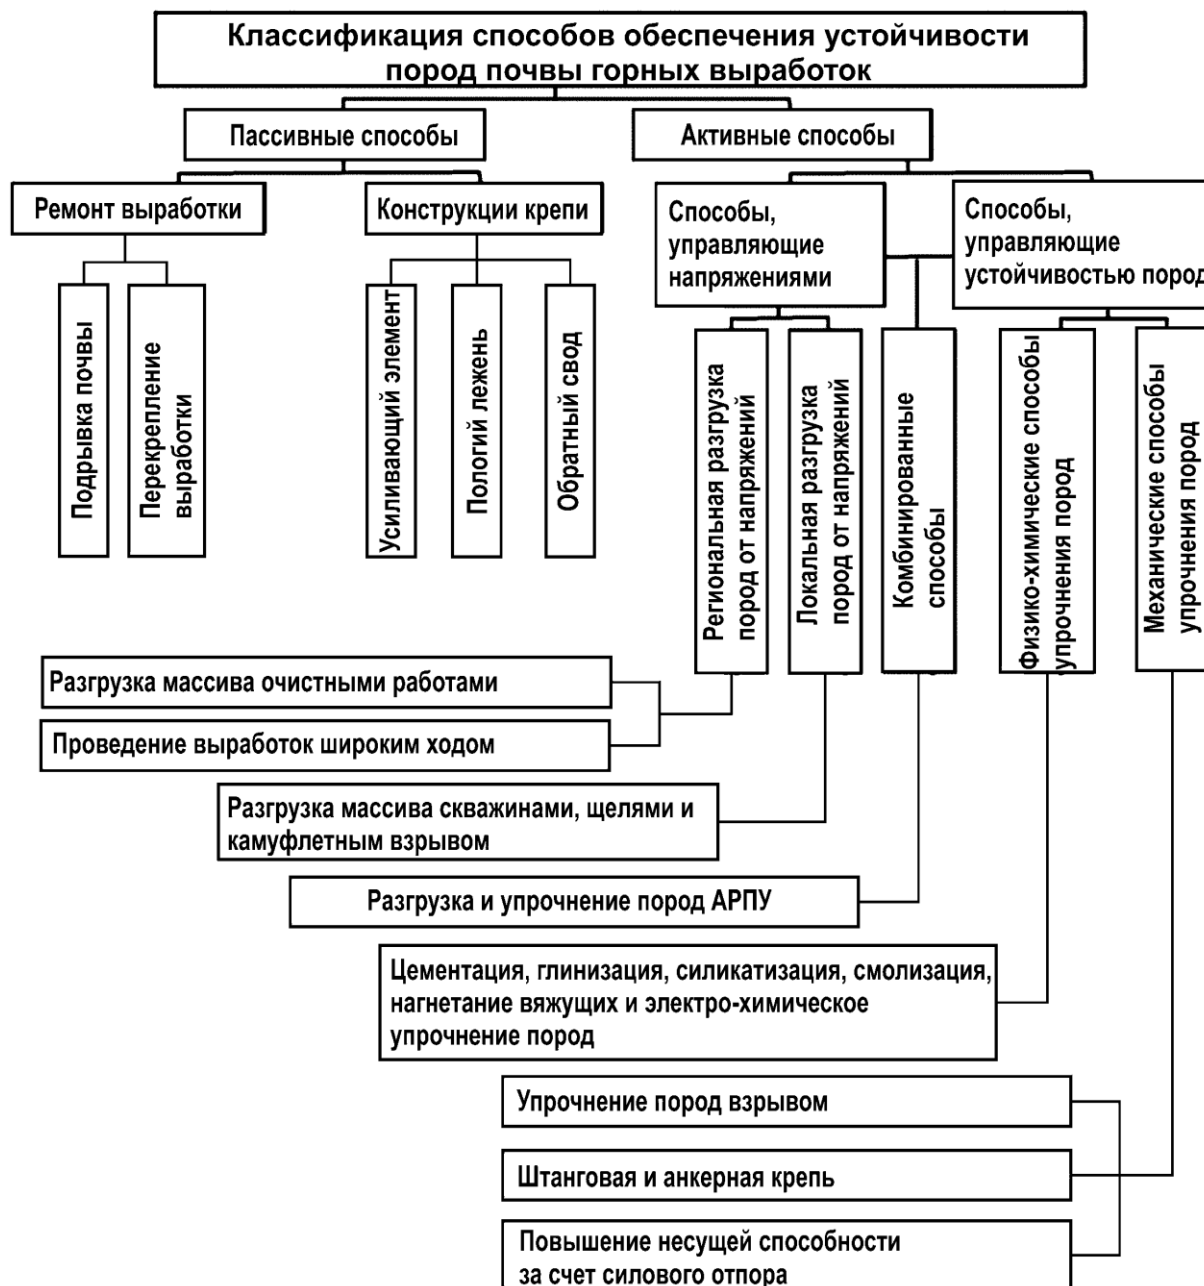 Классификация способов обеспечения устойчивости
пород почвы горных выработок
Пассивные способы
Активные способы
Ремонт выработки
Конструкции крепи
Способы,
управляющие
напряжениями
Способы,
управляющие
устойчивостью пород
Подрывка почвы
Перекрепление
выработки
Усиливающий элемент
Пологий лежень
Обратный свод
Региональная разгрузка
пород от напряжений
Локальная разгрузка
пород от напряжений
Комбинированные
способы
Физико-химические способы
упрочнения пород
Механические способы
упрочнения пород
Разгрузка массива очистными работами
Проведение выработок широким ходом
Разгрузка массива скважинами, щелями и
камуфлетным взрывом
Разгрузка и упрочнение пород АРПУ
Цементация, глинизация, силикатизация, смолизация,
нагнетание вяжущих и электро-химическое
упрочнение пород
Упрочнение пород взрывом
Штанговая и анкерная крепь
Повышение несущей способности
за счет силового отпора